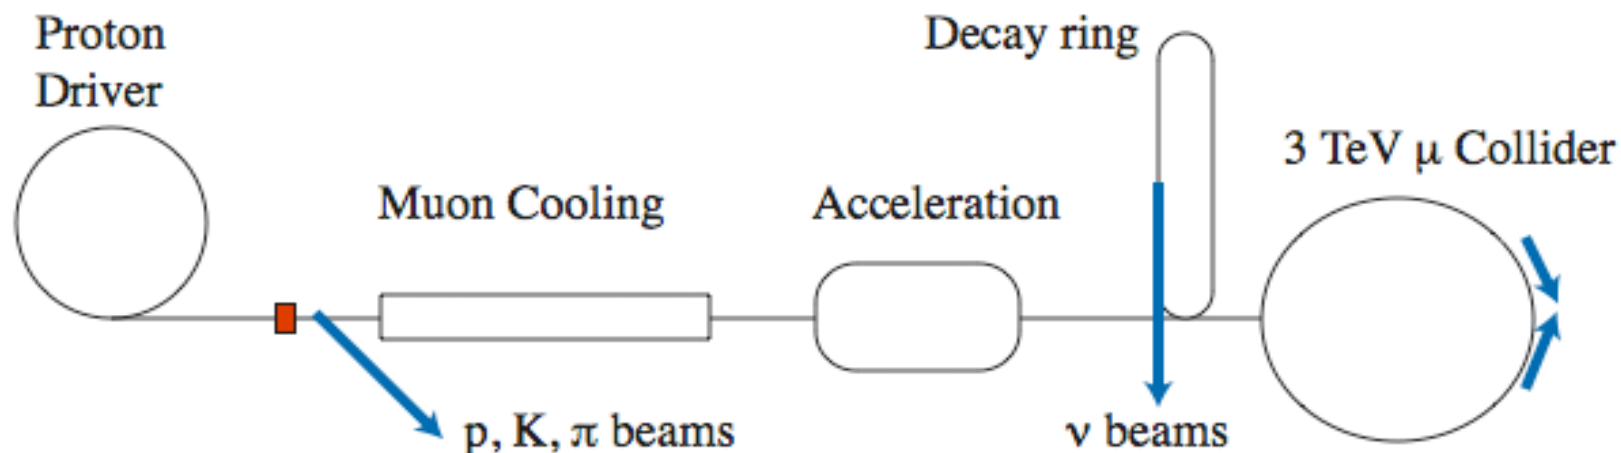 Proton
Driver
Decay ring
3 TeV μ Collider
Muon Cooling
Acceleration
p, K, π beams
ν beams